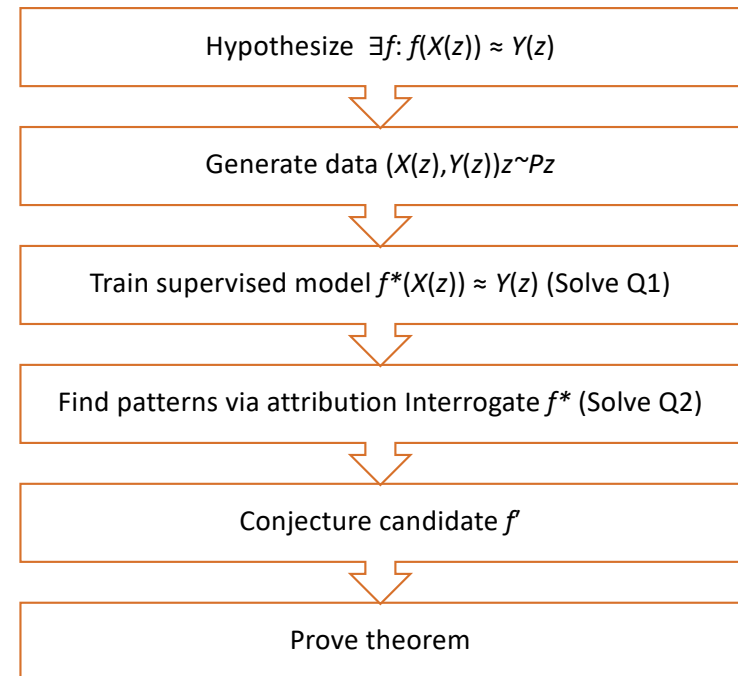 Hypothesize ∃f: f(X(z)) ≈ Y(z)
Generate data (X(z),Y(z))z~Pz
Train supervised model f*(X(z)) ≈ Y(z) (Solve Q1)
Find patterns via attribution Interrogate f* (Solve Q2)
Conjecture candidate f'
Prove theorem